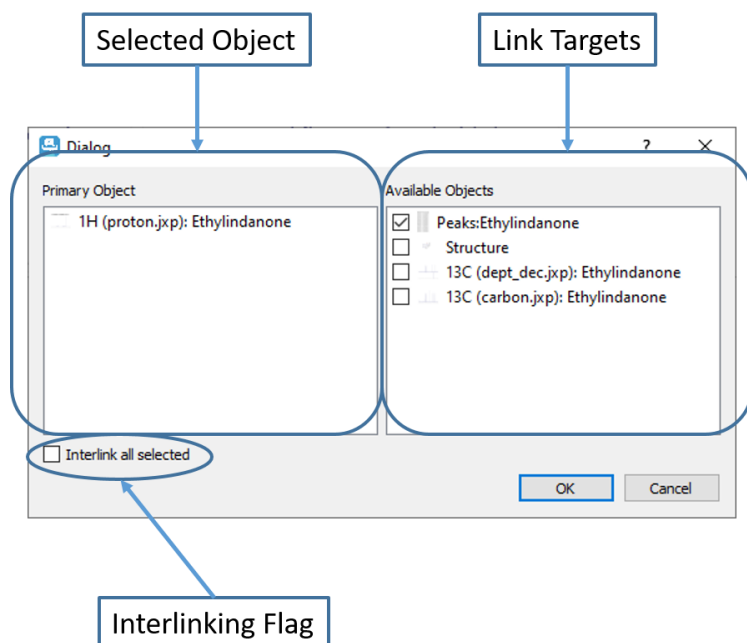 Selected Object
Link Targets
Dialog
?
Primary Object
Available Objects
1H (proton.jxp): Ethylindanone
Peaks:Ethylindanone
Structure
13C (dept_dec.jxp): Ethylindanone
13C (carbon.jxp): Ethylindanone
Interlink all selected
OK
Cancel
Interlinking Flag